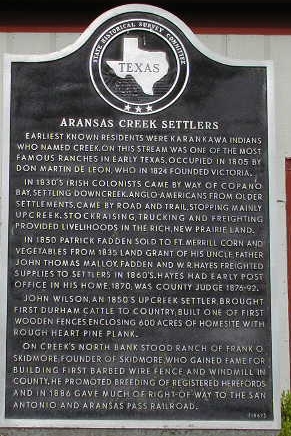 STATE HISTORICAL SURVEY COMMITTEE
TEXAS
ARANSAS CREEK SETTLERS
EARLIEST KNOWN RESIDENTS WERE KARANKAWA INDIANS
WHO NAMED CREEK. ON THIS STREAM WAS ONE OF THE MOST
FAMOUS RANCHES IN EARLY TEXAS, OCCUPIED IN 1805 BY
DON MARTIN DE LEON, WHO IN 1824 FOUNDED VICTORIA.
IN 1830'S IRISH COLONISTS CAME BY WAY OF COPANO
BAY, SETTLING DOWNCREEK. ANGLO-AMERICANS FROM OLDER
SETTLEMENTS, CAME BY ROAD AND TRAIL, STOPPING MAINLY
UPCREEK. STOCKRAISING, TRUCKING AND FREIGHTING
PROVIDED LIVELIHOODS IN THE RICH, NEW PRAIRIE LAND.
IN 1850 PATRICK FADDEN SOLD TO FT. MERRILL CORN AND
VEGETABLES FROM 1835 LAND GRANT OF HIS UNCLE, FATHER
JOHN THOMAS MALLOY. FADDEN AND W.R. HAYES FREIGHTED
SUPPLIES TO SETTLERS IN 1860'S. HAYES HAD EARLY POST
OFFICE IN HIS HOME, 1870, WAS COUNTY JUDGE 1876-92.
JOHN WILSON, AN 1850'S UPCREEK SETTLER, BROUGHT
FIRST DURHAM CATTLE TO COUNTRY, BUILT ONE OF FIRST
WOODEN FENCES ENCLOSING 600 ACRES OF HOMESITE WITH
ROUGH HEART PINE PLANK.
ON CREEK'S NORTH BANK STOOD RANCH OF FRANK O.
SKIDMORE, FOUNDER OF SKIDMORE, WHO GAINED FAME FOR
BUILDING FIRST BARBED WIRE FENCE AND WINDMILL IN
COUNTY. HE PROMOTED BREEDING OF REGISTERED HEREFORDS
AND IN 1886 GAVE MUCH OF RIGHT-OF-WAY TO THE SAN
ANTONIO AND ARANSAS PASS RAILROAD.